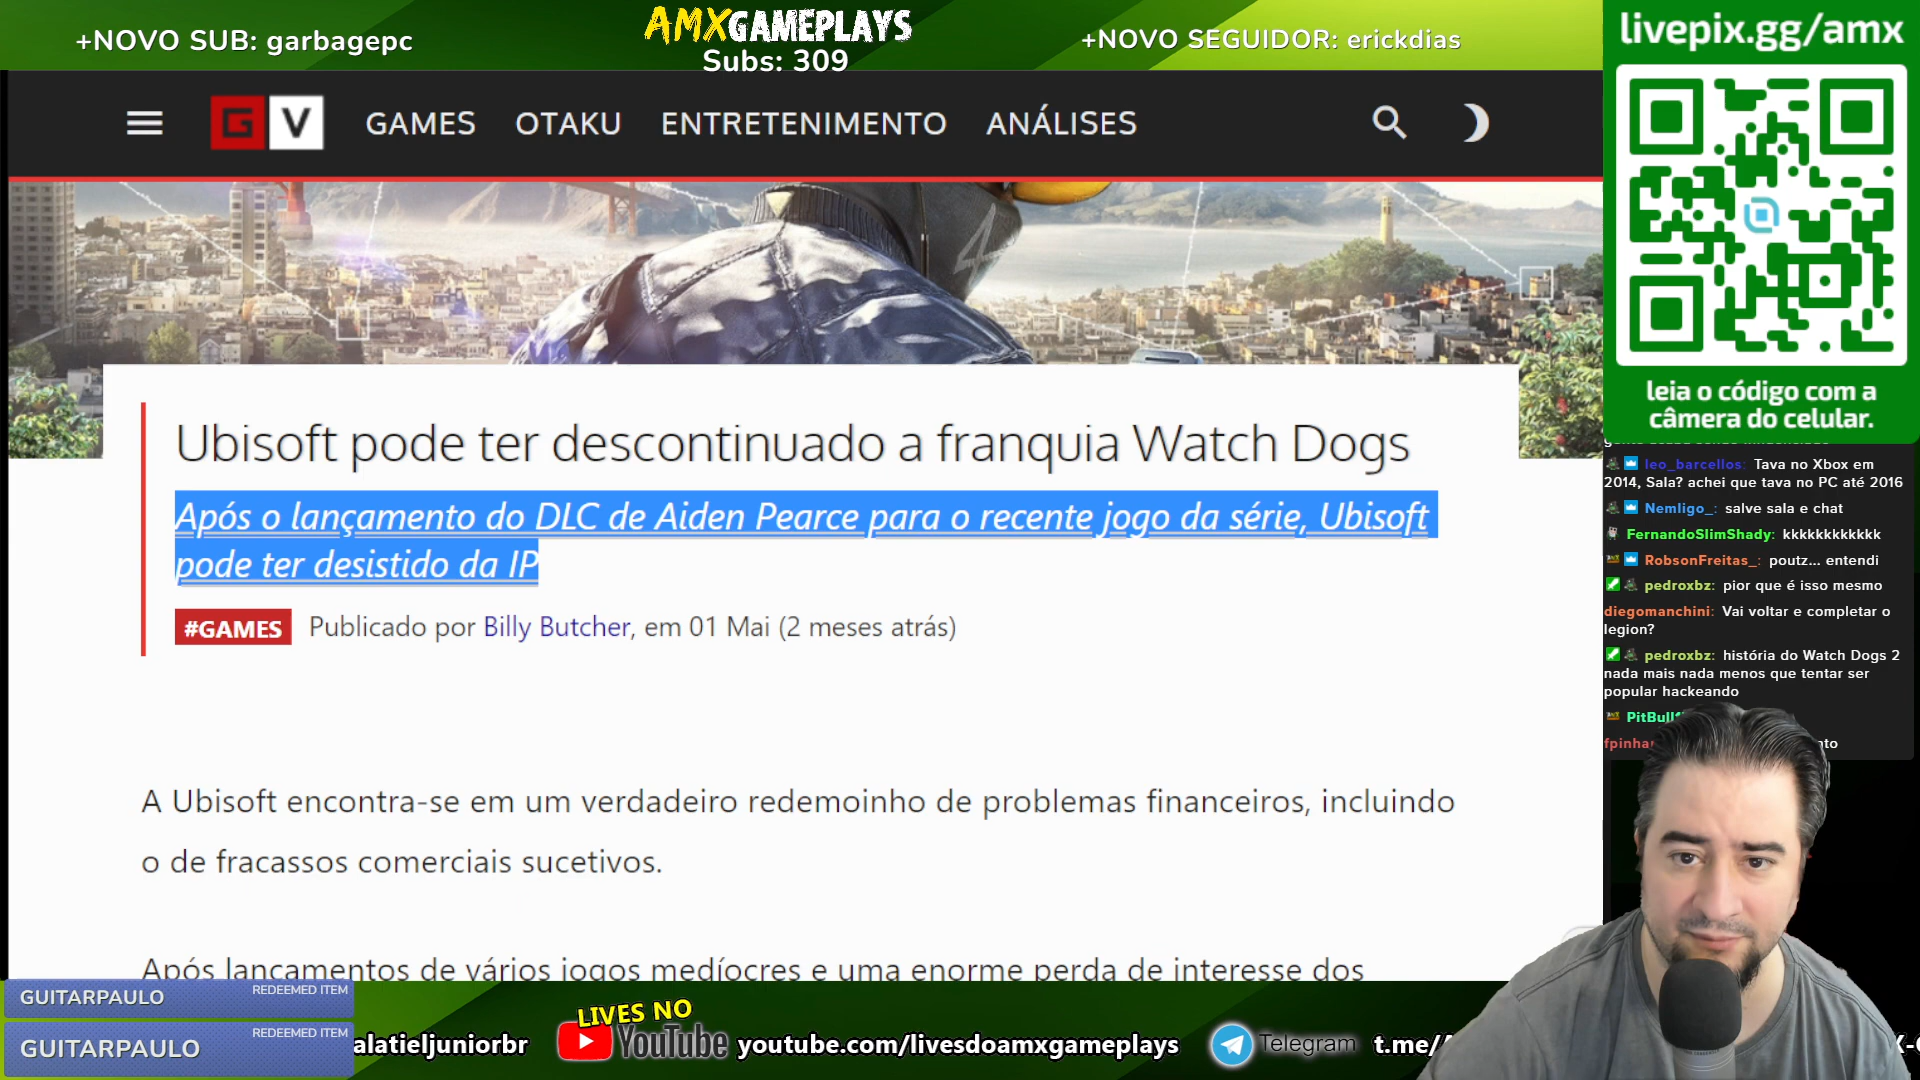 +NOVO SUB: garbagepc
AMXGAMEPLAYS
Subs: 309
+NOVO SEGUIDOR: erickdias
livepix.gg/amx
leia o código com a
câmera do celular.
G V
GAMES
OTAKU
ENTRETENIMENTO
ANÁLISES
Ubisoft pode ter descontinuado a franquia Watch Dogs
Após o lançamento do DLC de Aiden Pearce para o recente jogo da série, Ubisoft
pode ter desistido da IP
#GAMES Publicado por Billy Butcher, em 01 Mai (2 meses atrás)
A Ubisoft encontra-se em um verdadeiro redemoinho de problemas financeiros, incluindo
o de fracassos comerciais sucetivos.
Após lançamentos de vários jogos medíocres e uma enorme perda de interesse dos
leo_barcellos: Tava no Xbox em
2014, Sala? achei que tava no PC até 2016
Nemligo_: salve sala e chat
FernandoSlimShady: kkkkkkkkkkkk
RobsonFreitas_: poutz... entendi
pedroxbz: pior que é isso mesmo
diegomanchini: Vai voltar e completar o
legion?
pedroxbz: história do Watch Dogs 2
nada mais nada menos que tentar ser
popular hackeando
GUITARPAULO REDEEMED ITEM
GUITARPAULO REDEEMED ITEM
alatieljuniorbr
LIVES NO
YouTube
youtube.com/livesdoamxgameplays
Telegram
t.me/